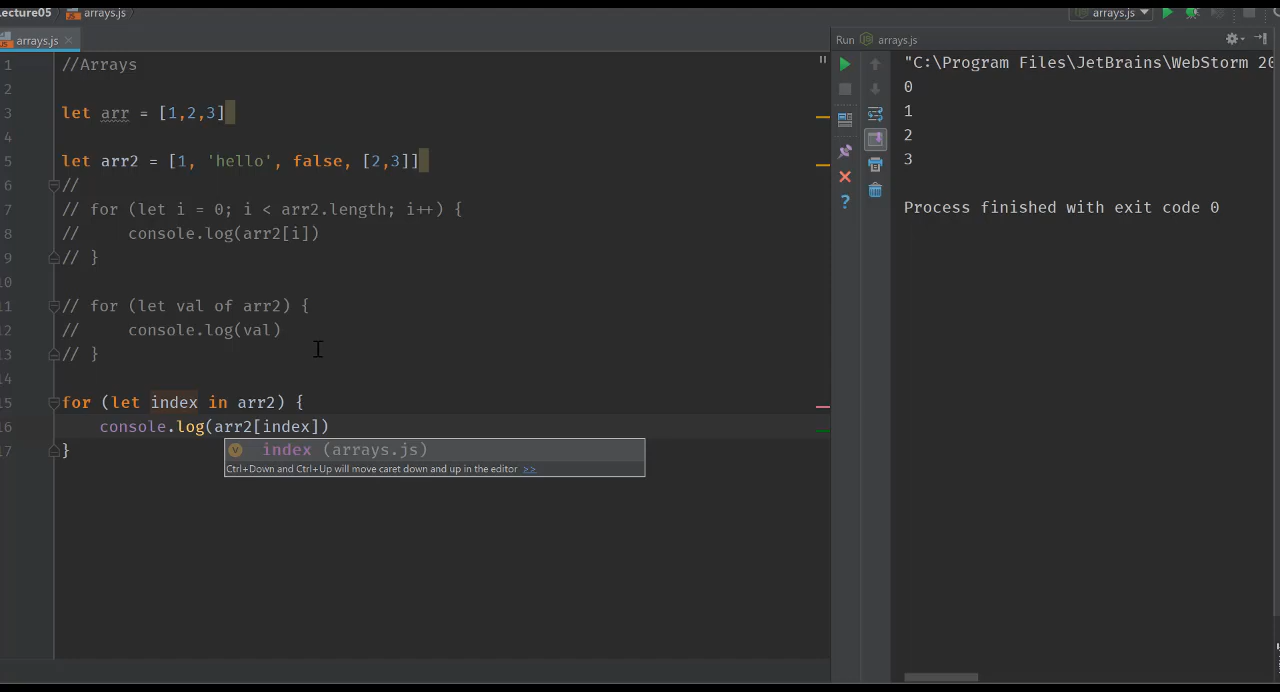 Lecture05 arrays.js arrays.js
arrays.js Run arrays.js
1 //Arrays
2
3 let arr = [1,2,3]
4
5 let arr2 = [1, 'hello', false, [2,3]]
6 //
7 // for (let i = 0; i < arr2.length; i++) {
8 // console.log(arr2[i])
9 // }
10
11 // for (let val of arr2) {
12 // console.log(val)
13 // }
14
15 for (let index in arr2) {
16 console.log(arr2[index])
17 }
v index (arrays.js)
Ctrl+Down and Ctrl+Up will move caret down and up in the editor >>
"C:\Program Files\JetBrains\WebStorm 20
0
1
2
3
Process finished with exit code 0